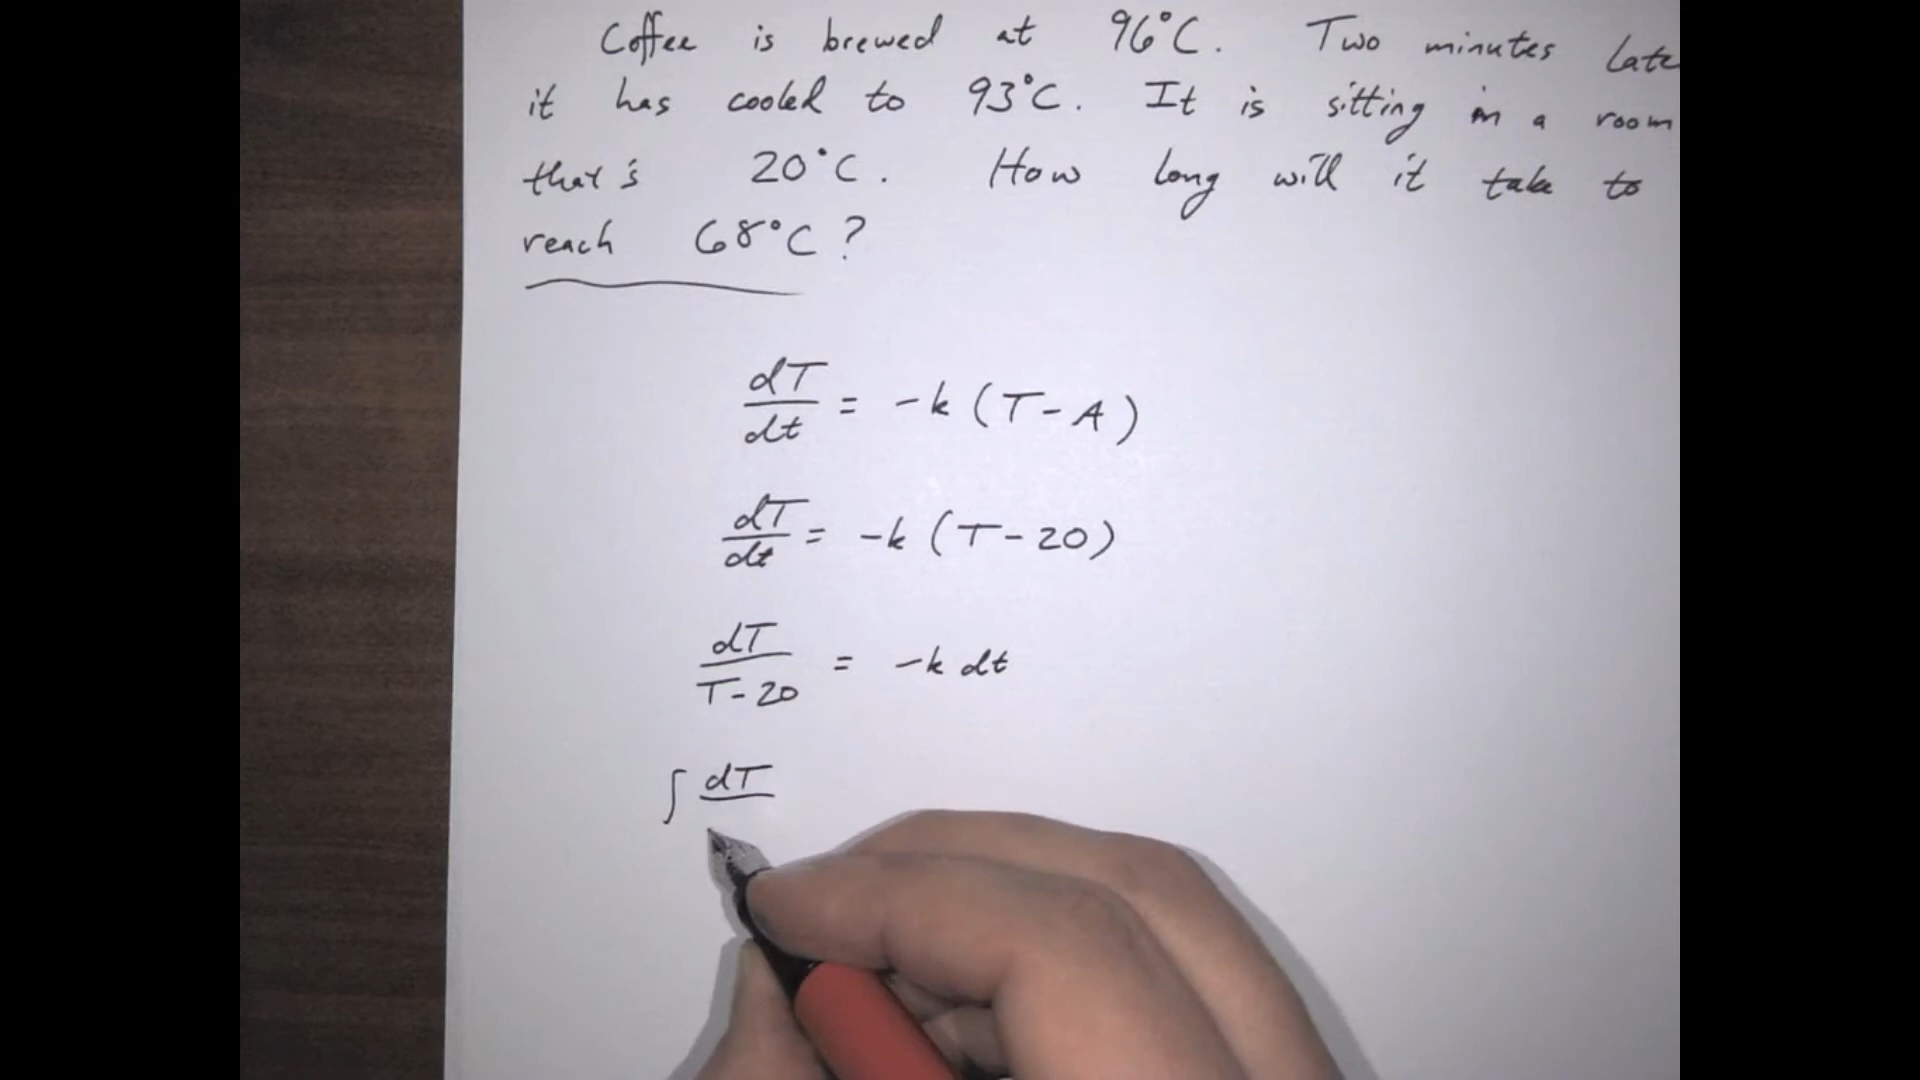 Coffee is brewed at 96°C. Two minutes late
it has cooled to 93°C. It is sitting in a room
that's 20°C. How long will it take to
reach 68°C?
dT/dt = -k (T-A)
dT/dt = -k (T-20)
dT/T-20 = -k dt
∫ dT